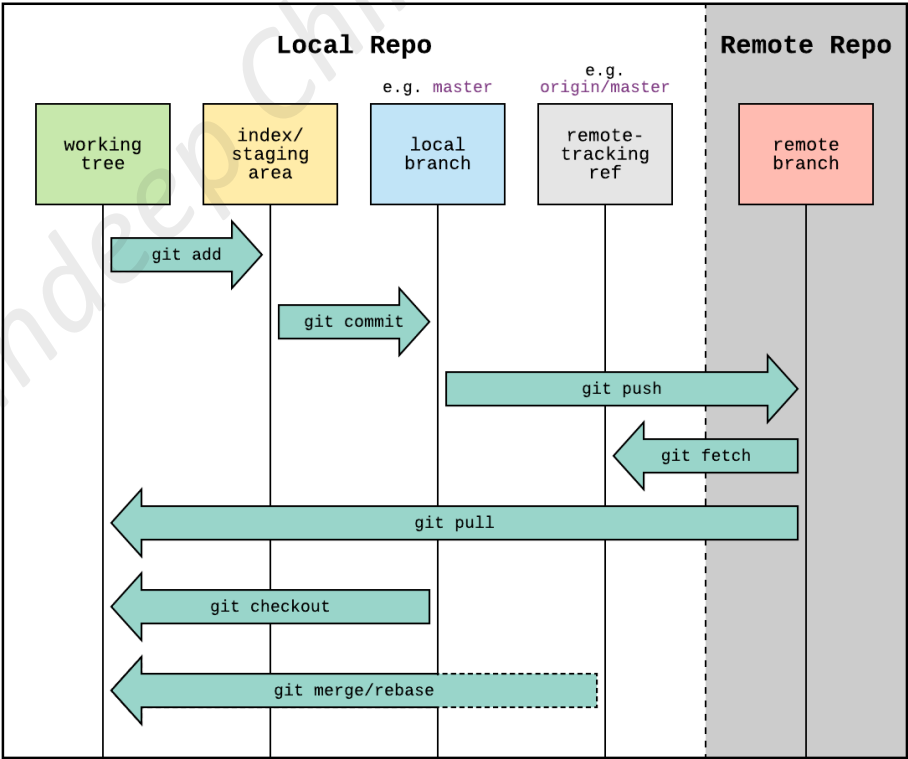 Local Repo
Remote Repo
e.g. master
e.g.
origin/master
working
tree
index/
staging
area
local
branch
remote-
tracking
ref
remote
branch
git add
git commit
git push
git fetch
git pull
git checkout
git merge/rebase